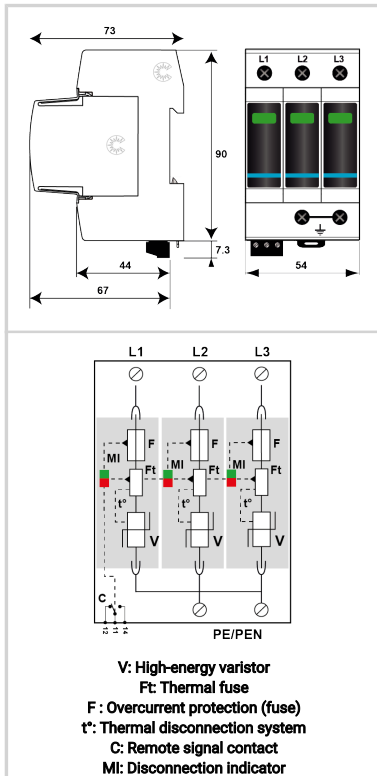 73
L1 L2 L3
90
7.3
44
67
54
L1 L2 L3
F F F
MI MI MI
Ft Ft Ft
t° t° t°
V V V
C
12 11 14
PE/PEN
V: High-energy varistor
Ft: Thermal fuse
F : Overcurrent protection (fuse)
t°: Thermal disconnection system
C: Remote signal contact
MI: Disconnection indicator